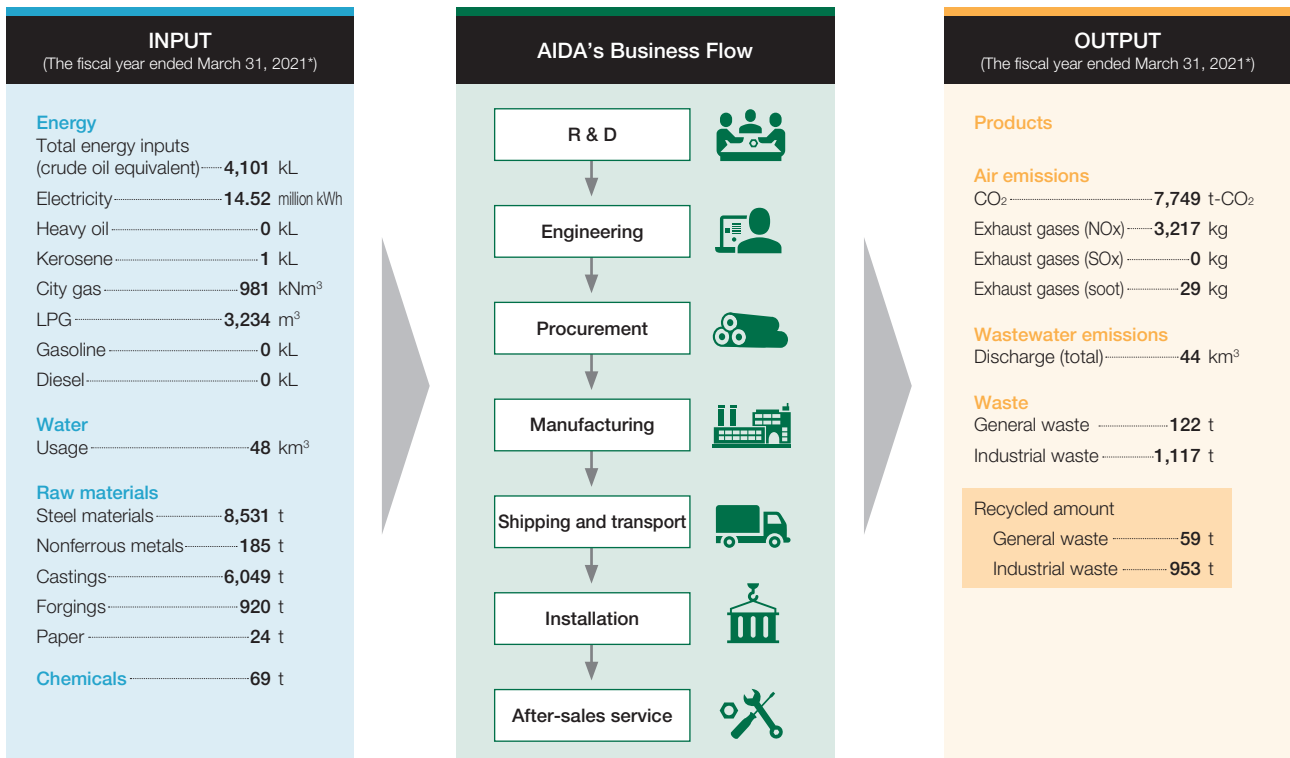 INPUT
(The fiscal year ended March 31, 2021*)
Energy
Total energy inputs
(crude oil equivalent) 4,101 kL
Electricity 14.52 million kWh
Heavy oil 0 kL
Kerosene 1 kL
City gas 981 kNm³
LPG 3,234 m³
Gasoline 0 kL
Diesel 0 kL
Water
Usage 48 km³
Raw materials
Steel materials 8,531 t
Nonferrous metals 185 t
Castings 6,049 t
Forgings 920 t
Paper 24 t
Chemicals 69 t
AIDA's Business Flow
R & D
Engineering
Procurement
Manufacturing
Shipping and transport
Installation
After-sales service
OUTPUT
(The fiscal year ended March 31, 2021*)
Products
Air emissions
CO₂ 7,749 t-CO₂
Exhaust gases (NOx) 3,217 kg
Exhaust gases (SOx) 0 kg
Exhaust gases (soot) 29 kg
Wastewater emissions
Discharge (total) 44 km³
Waste
General waste 122 t
Industrial waste 1,117 t
Recycled amount
General waste 59 t
Industrial waste 953 t